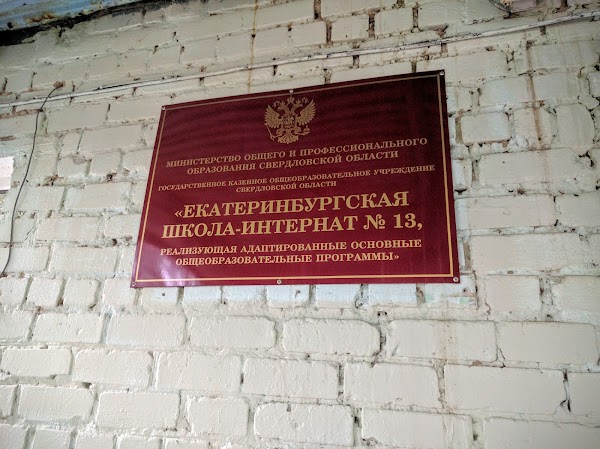 МИНИСТЕРСТВО ОБЩЕГО И ПРОФЕССИОНАЛЬНОГО
ОБРАЗОВАНИЯ СВЕРДЛОВСКОЙ ОБЛАСТИ
ГОСУДАРСТВЕННОЕ КАЗЕННОЕ ОБЩЕОБРАЗОВАТЕЛЬНОЕ УЧРЕЖДЕНИЕ
СВЕРДЛОВСКОЙ ОБЛАСТИ
«ЕКАТЕРИНБУРГСКАЯ
ШКОЛА-ИНТЕРНАТ № 13,
РЕАЛИЗУЮЩАЯ АДАПТИРОВАННЫЕ ОСНОВНЫЕ
ОБЩЕОБРАЗОВАТЕЛЬНЫЕ ПРОГРАММЫ»